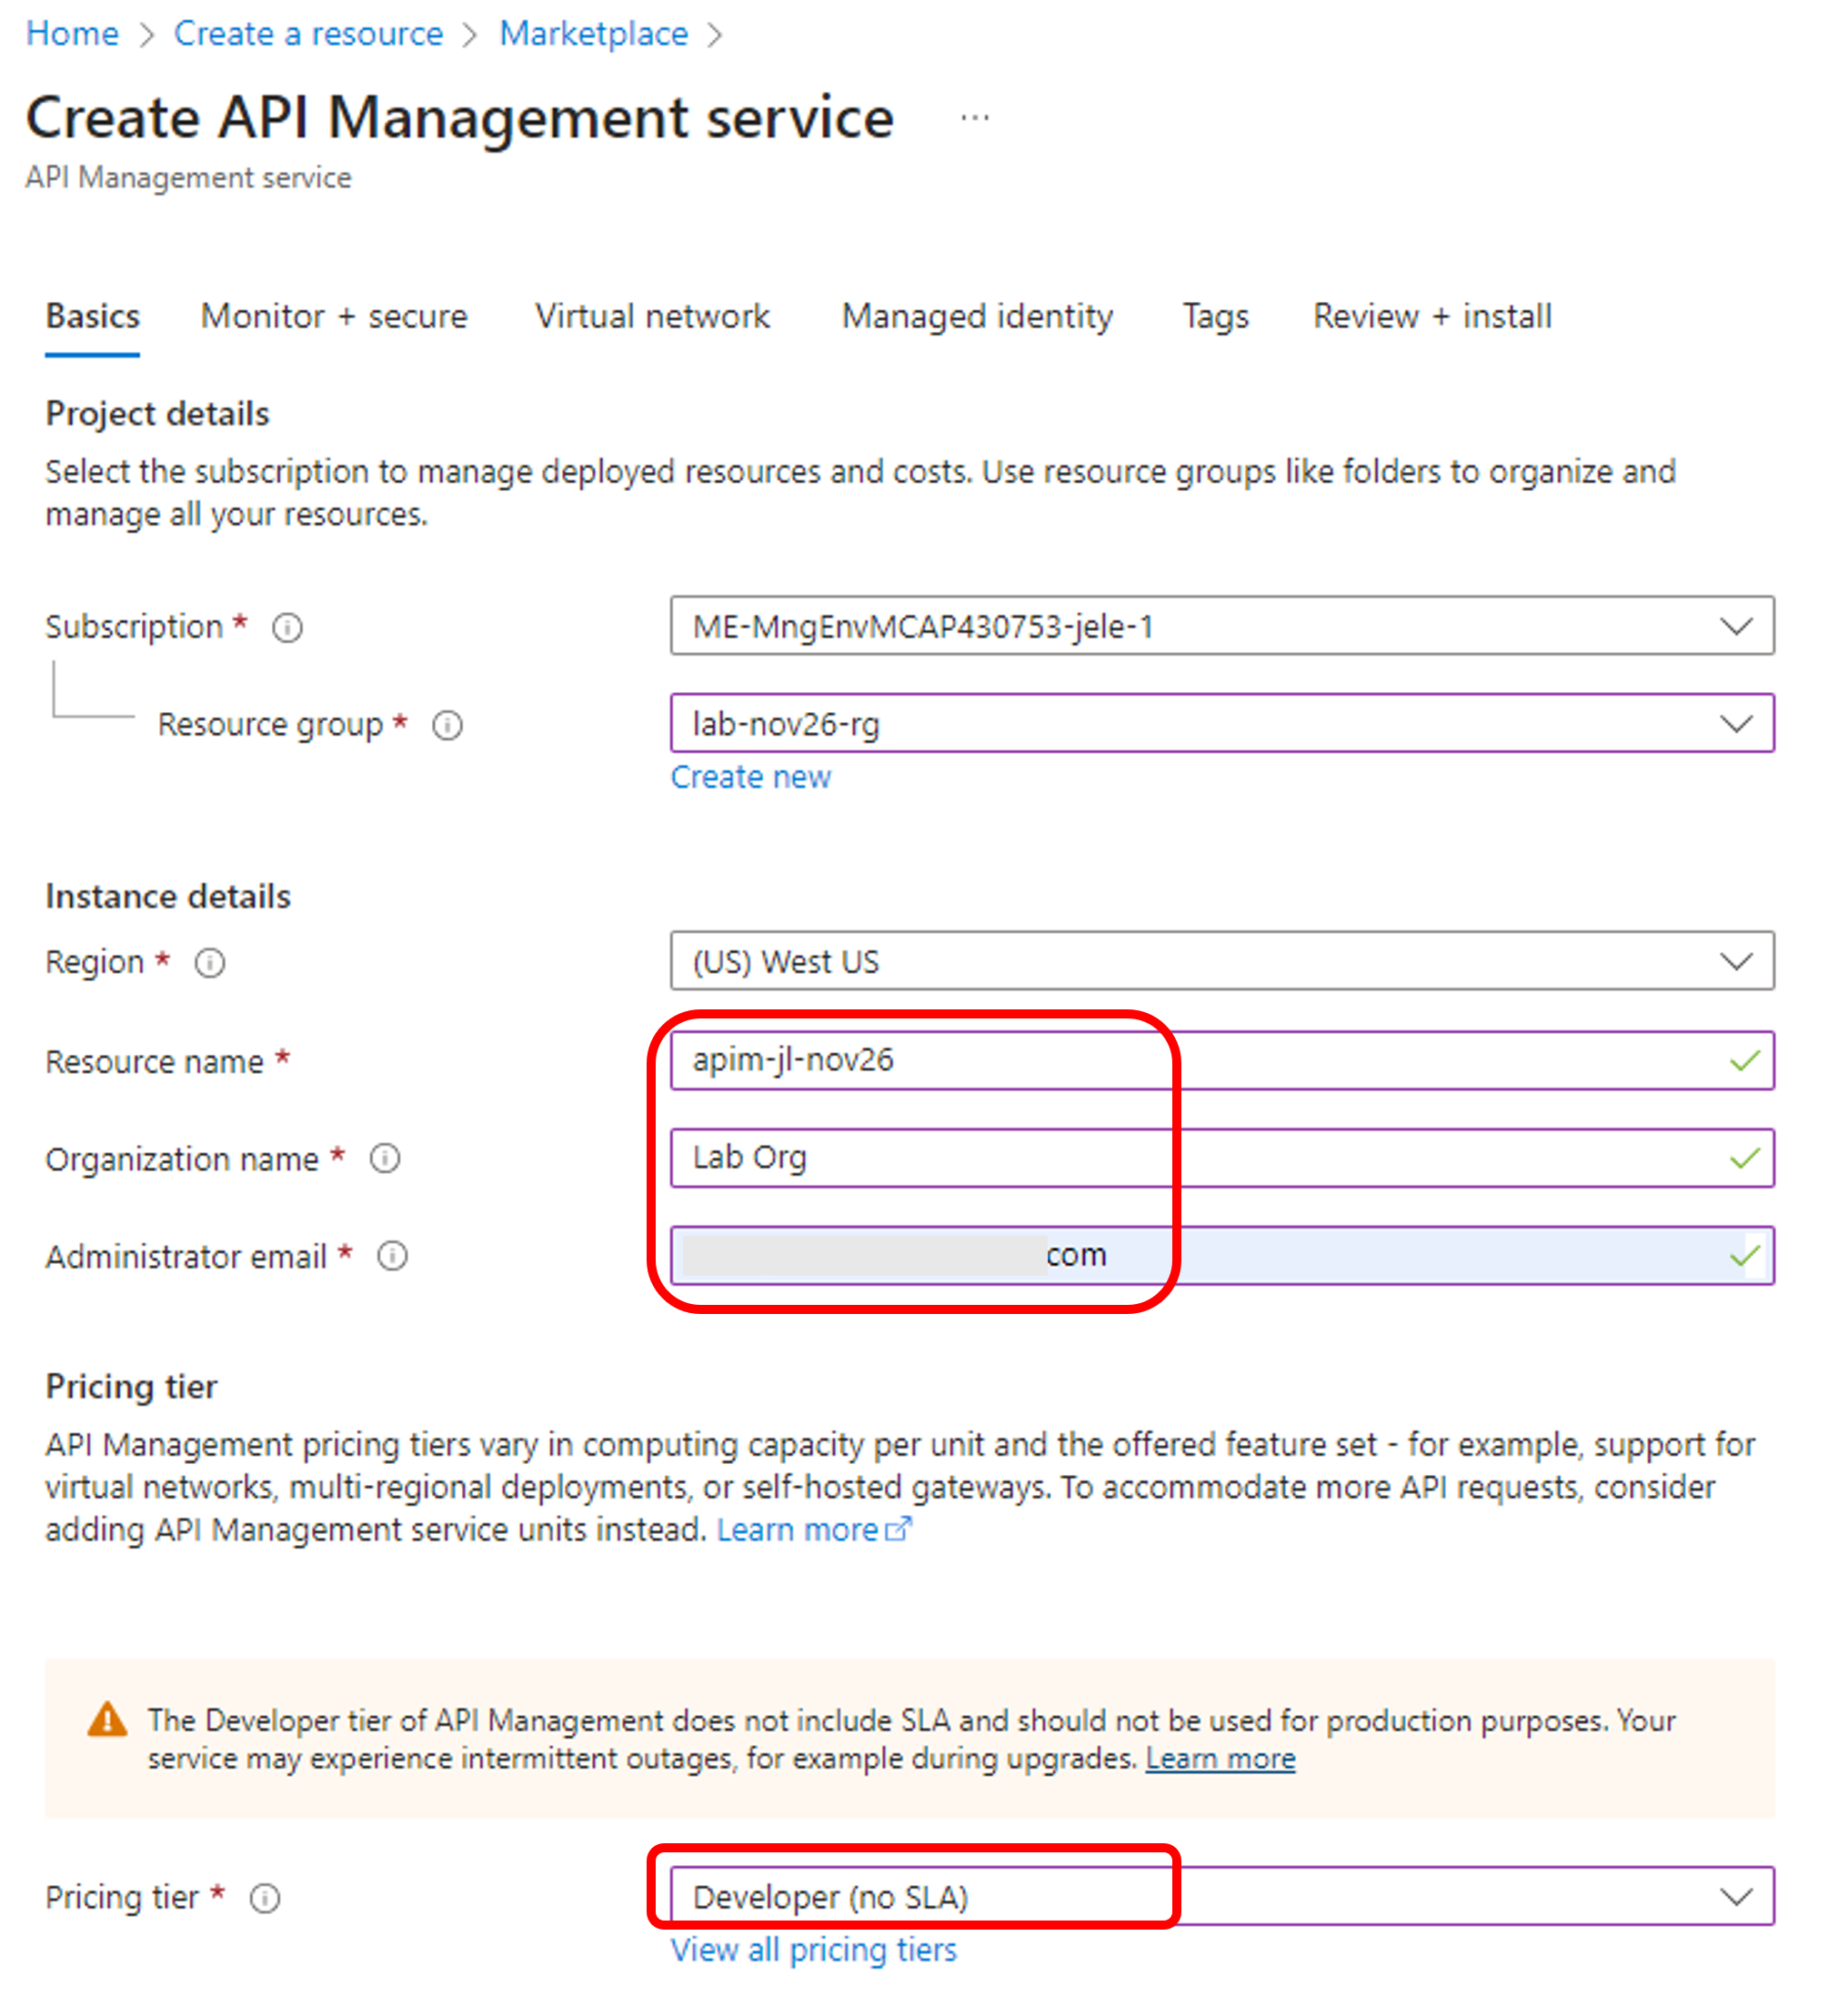 Home > Create a resource > Marketplace >
Create API Management service ...
API Management service
Basics Monitor + secure Virtual network Managed identity Tags Review + install
Project details
Select the subscription to manage deployed resources and costs. Use resource groups like folders to organize and
manage all your resources.
Subscription * ME-MngEnvMCAP430753-jele-1
Resource group * lab-nov26-rg
Create new
Instance details
Region * (US) West US
Resource name * apim-jl-nov26
Organization name * Lab Org
Administrator email * com
Pricing tier
API Management pricing tiers vary in computing capacity per unit and the offered feature set - for example, support for
virtual networks, multi-regional deployments, or self-hosted gateways. To accommodate more API requests, consider
adding API Management service units instead. Learn more
The Developer tier of API Management does not include SLA and should not be used for production purposes. Your
service may experience intermittent outages, for example during upgrades. Learn more
Pricing tier * Developer (no SLA)
View all pricing tiers